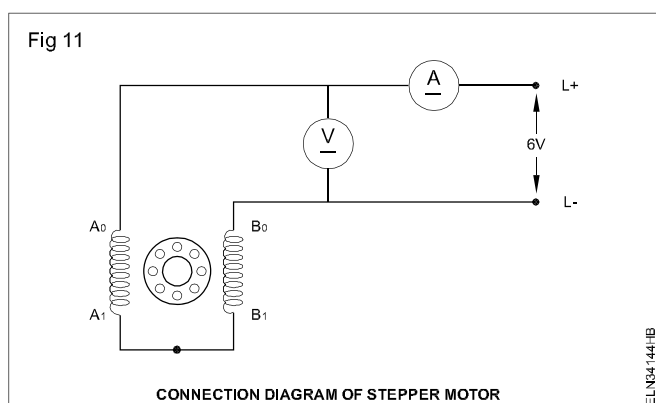 Fig 11
A
L+
V
6V
L-
A0
B0
A1
B1
CONNECTION DIAGRAM OF STEPPER MOTOR
ELN34144HB